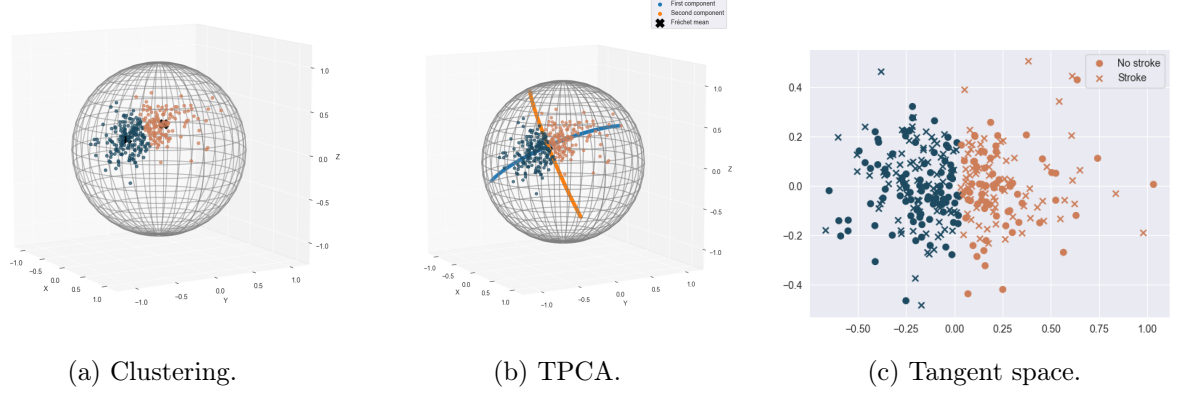 First component
Second component
Fréchet mean
1.0
0.5
0.0
−0.5
−1.0
Z
−1.0
−0.5
0.0
0.5
1.0
X
−1.0
−0.5
0.0
0.5
1.0
Y
1.0
0.5
0.0
−0.5
−1.0
Z
−1.0
−0.5
0.0
0.5
1.0
X
−1.0
−0.5
0.0
0.5
1.0
Y
No stroke
Stroke
0.4
0.2
0.0
−0.2
−0.4
−0.50 −0.25 0.00 0.25 0.50 0.75 1.00
(a) Clustering.
(b) TPCA.
(c) Tangent space.